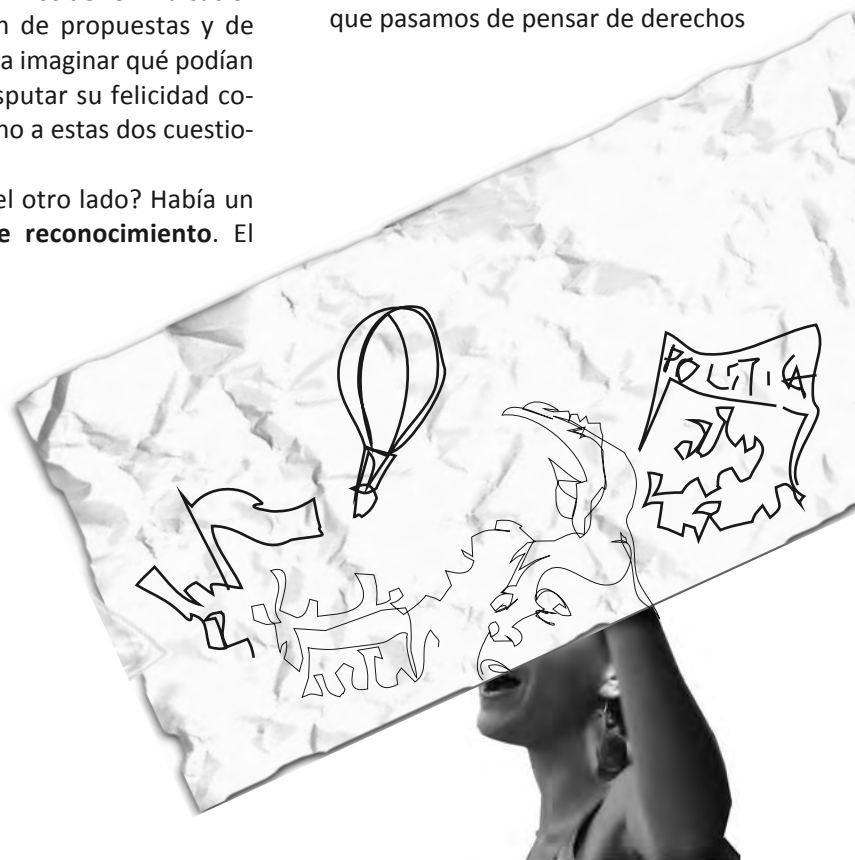 n de propuestas y de
a imaginar qué podían
sputar su felicidad co-
no a estas dos cuestio-
el otro lado? Había un
e reconocimiento. El
que pasamos de pensar de derechos
POLITICA